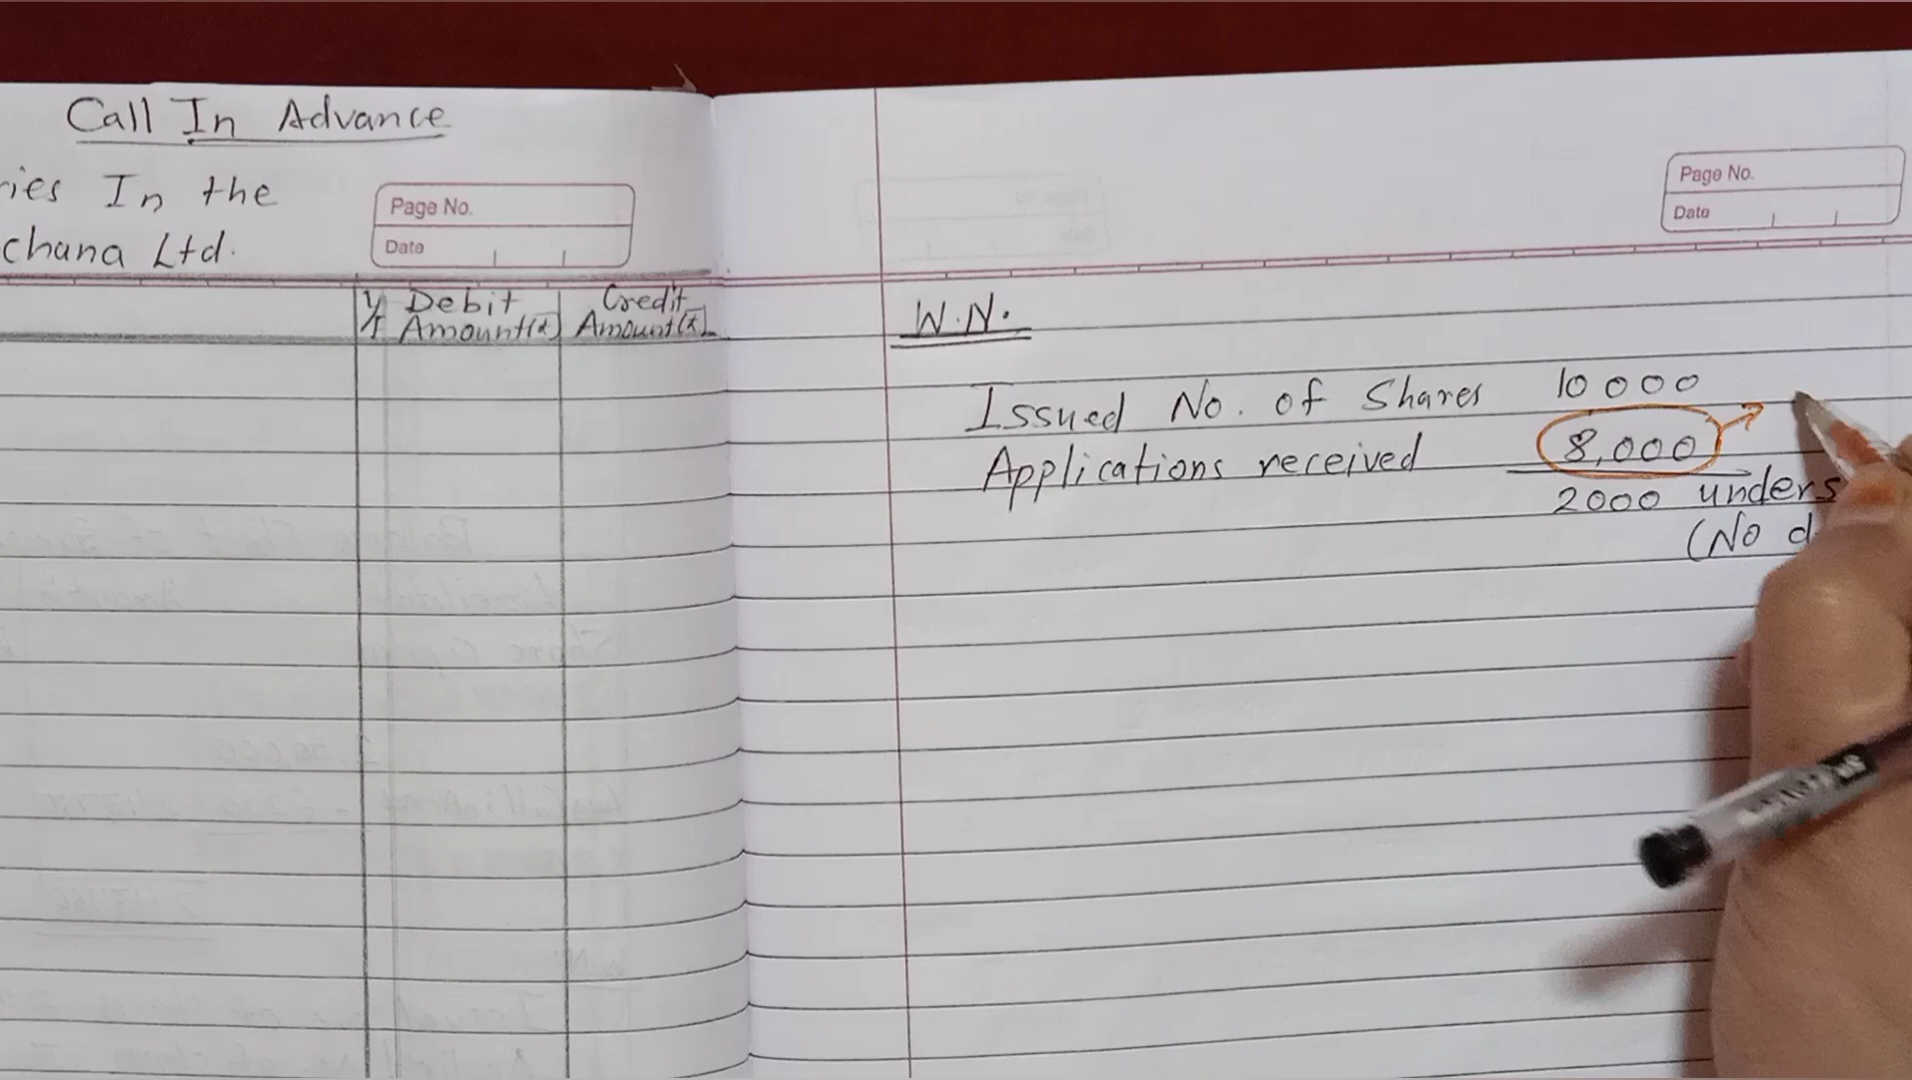 Call In Advance
ries In the
chana Ltd.
Page No.
Date
Debit Amount(₹)
Credit Amount(₹)
Page No.
Date
W.N.
Issued No. of Shares 10000
Applications received 8,000
2000 unders
(No d